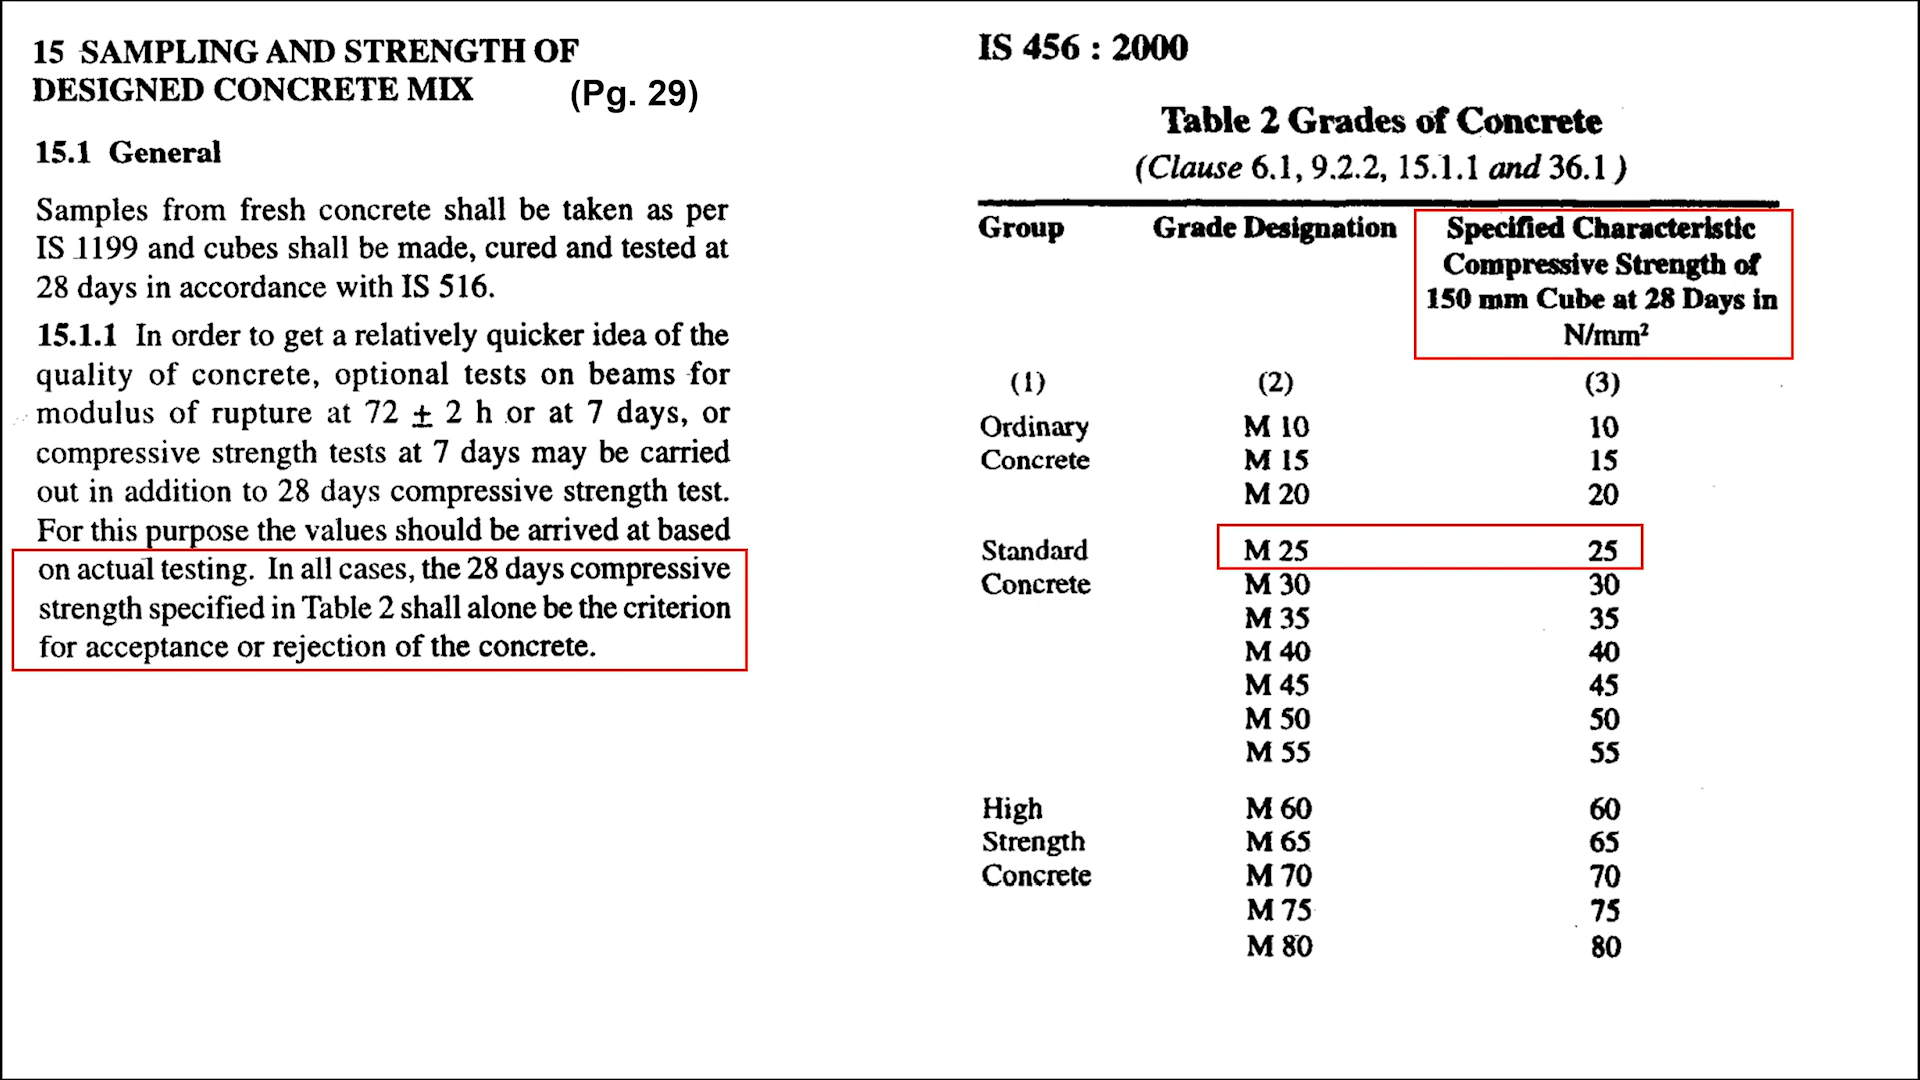 15 SAMPLING AND STRENGTH OF
DESIGNED CONCRETE MIX (Pg. 29)
15.1 General
Samples from fresh concrete shall be taken as per
IS 1199 and cubes shall be made, cured and tested at
28 days in accordance with IS 516.
15.1.1 In order to get a relatively quicker idea of the
quality of concrete, optional tests on beams for
modulus of rupture at 72 ± 2 h or at 7 days, or
compressive strength tests at 7 days may be carried
out in addition to 28 days compressive strength test.
For this purpose the values should be arrived at based
on actual testing. In all cases, the 28 days compressive
strength specified in Table 2 shall alone be the criterion
for acceptance or rejection of the concrete.
IS 456 : 2000
Table 2 Grades of Concrete
(Clause 6.1, 9.2.2, 15.1.1 and 36.1)
Group Grade Designation Specified Characteristic
Compressive Strength of
150 mm Cube at 28 Days in
N/mm²
(1) (2) (3)
Ordinary M 10 10
Concrete M 15 15
M 20 20
Standard M 25 25
Concrete M 30 30
M 35 35
M 40 40
M 45 45
M 50 50
M 55 55
High M 60 60
Strength M 65 65
Concrete M 70 70
M 75 75
M 80 80